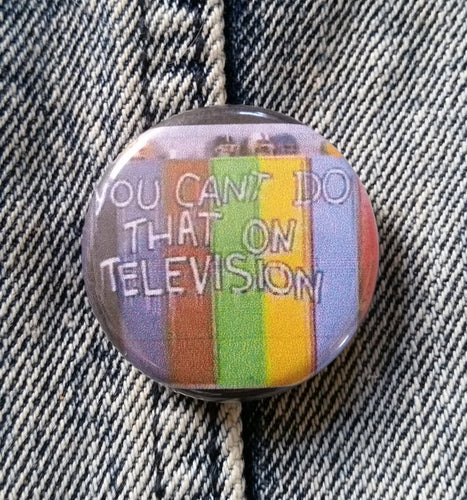 YOU CAN'T DO
THAT ON
TELEVISION